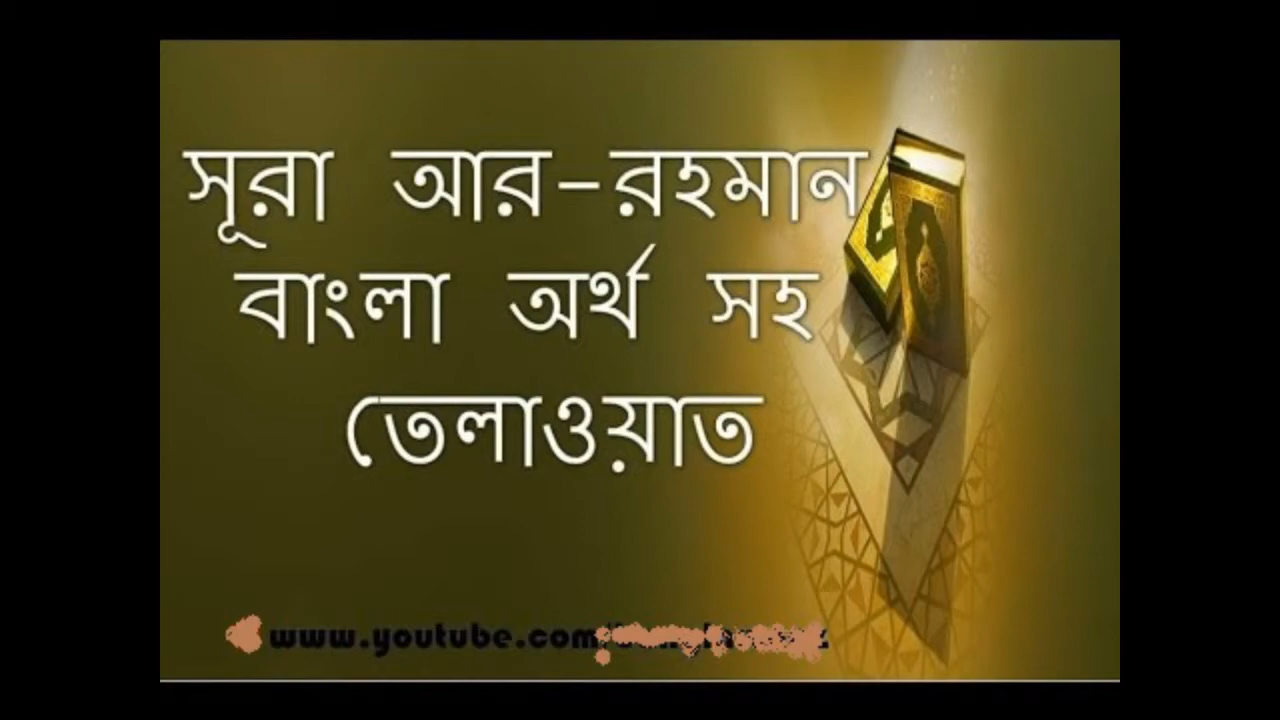 সূরা আর-রহমান
বাংলা অর্থ সহ
তেলাওয়াত
www.youtube.com/